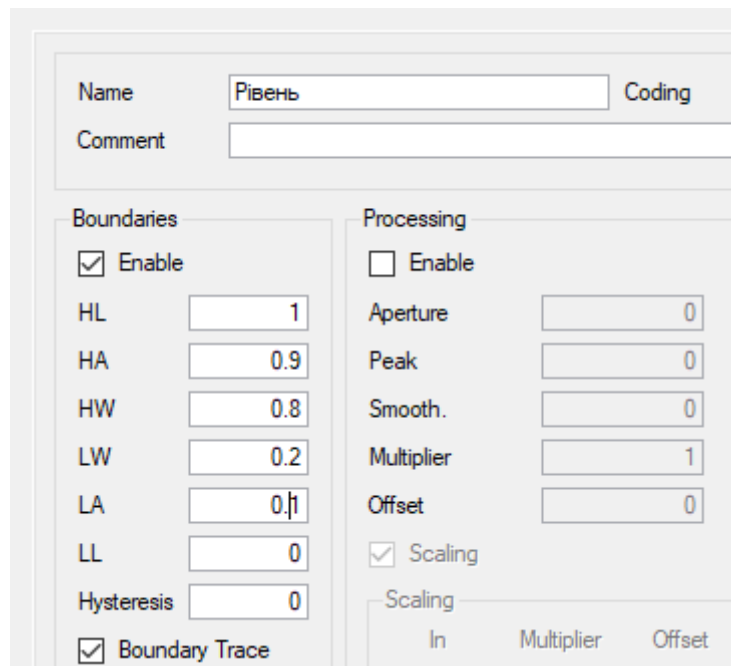 Name Рівень Coding
Comment
Boundaries
Enable
HL 1
HA 0.9
HW 0.8
LW 0.2
LA 0.1
LL 0
Hysteresis 0
Boundary Trace
Processing
Enable
Aperture 0
Peak 0
Smooth. 0
Multiplier 1
Offset 0
Scaling
Scaling
In Multiplier Offset